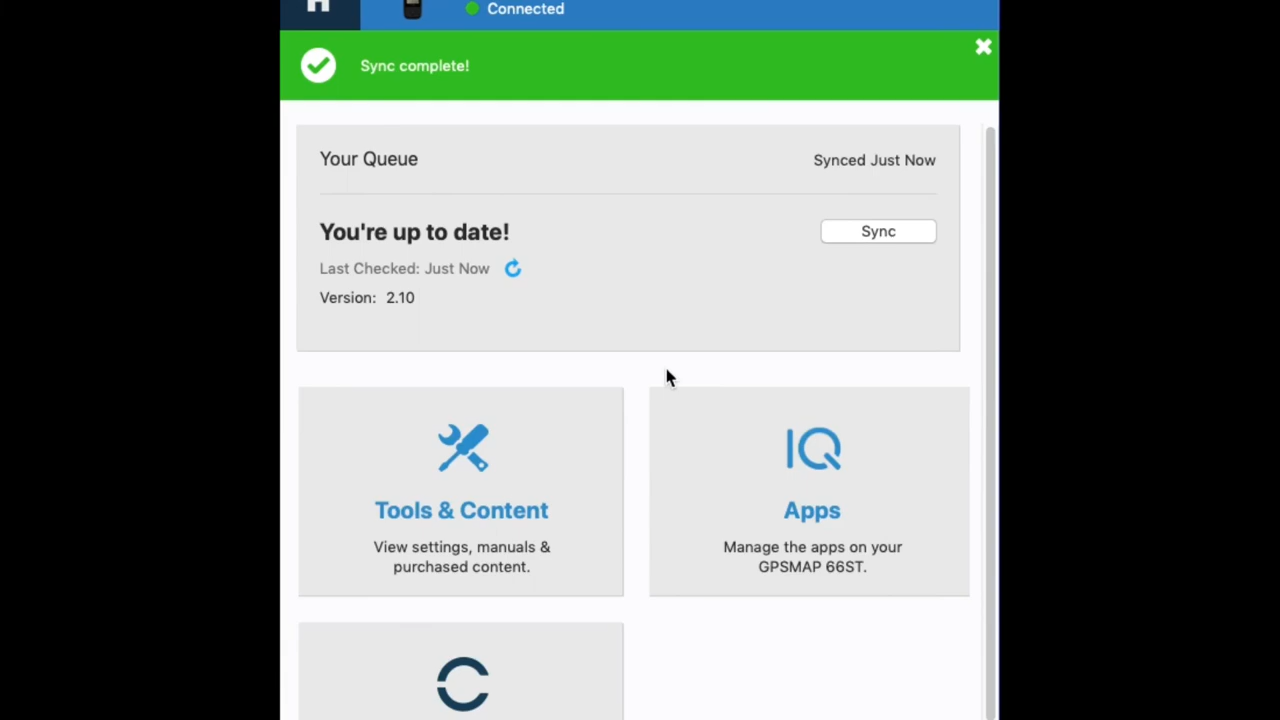 Connected
Sync complete!
Your Queue
Synced Just Now
You're up to date!
Sync
Last Checked: Just Now
Version: 2.10
IQ
Tools & Content
Apps
View settings, manuals &
purchased content.
Manage the apps on your
GPSMAP 66ST.